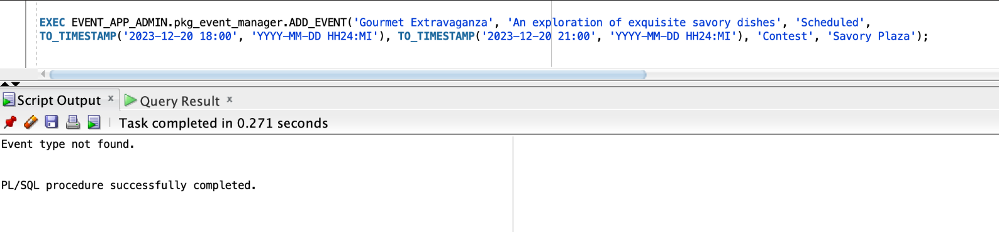 EXEC EVENT_APP_ADMIN.pkg_event_manager.ADD_EVENT('Gourmet Extravaganza', 'An exploration of exquisite savory dishes', 'Scheduled',
TO_TIMESTAMP('2023-12-20 18:00', 'YYYY-MM-DD HH24:MI'), TO_TIMESTAMP('2023-12-20 21:00', 'YYYY-MM-DD HH24:MI'), 'Contest', 'Savory Plaza');
Script Output x Query Result x
Task completed in 0.271 seconds
Event type not found.
PL/SQL procedure successfully completed.